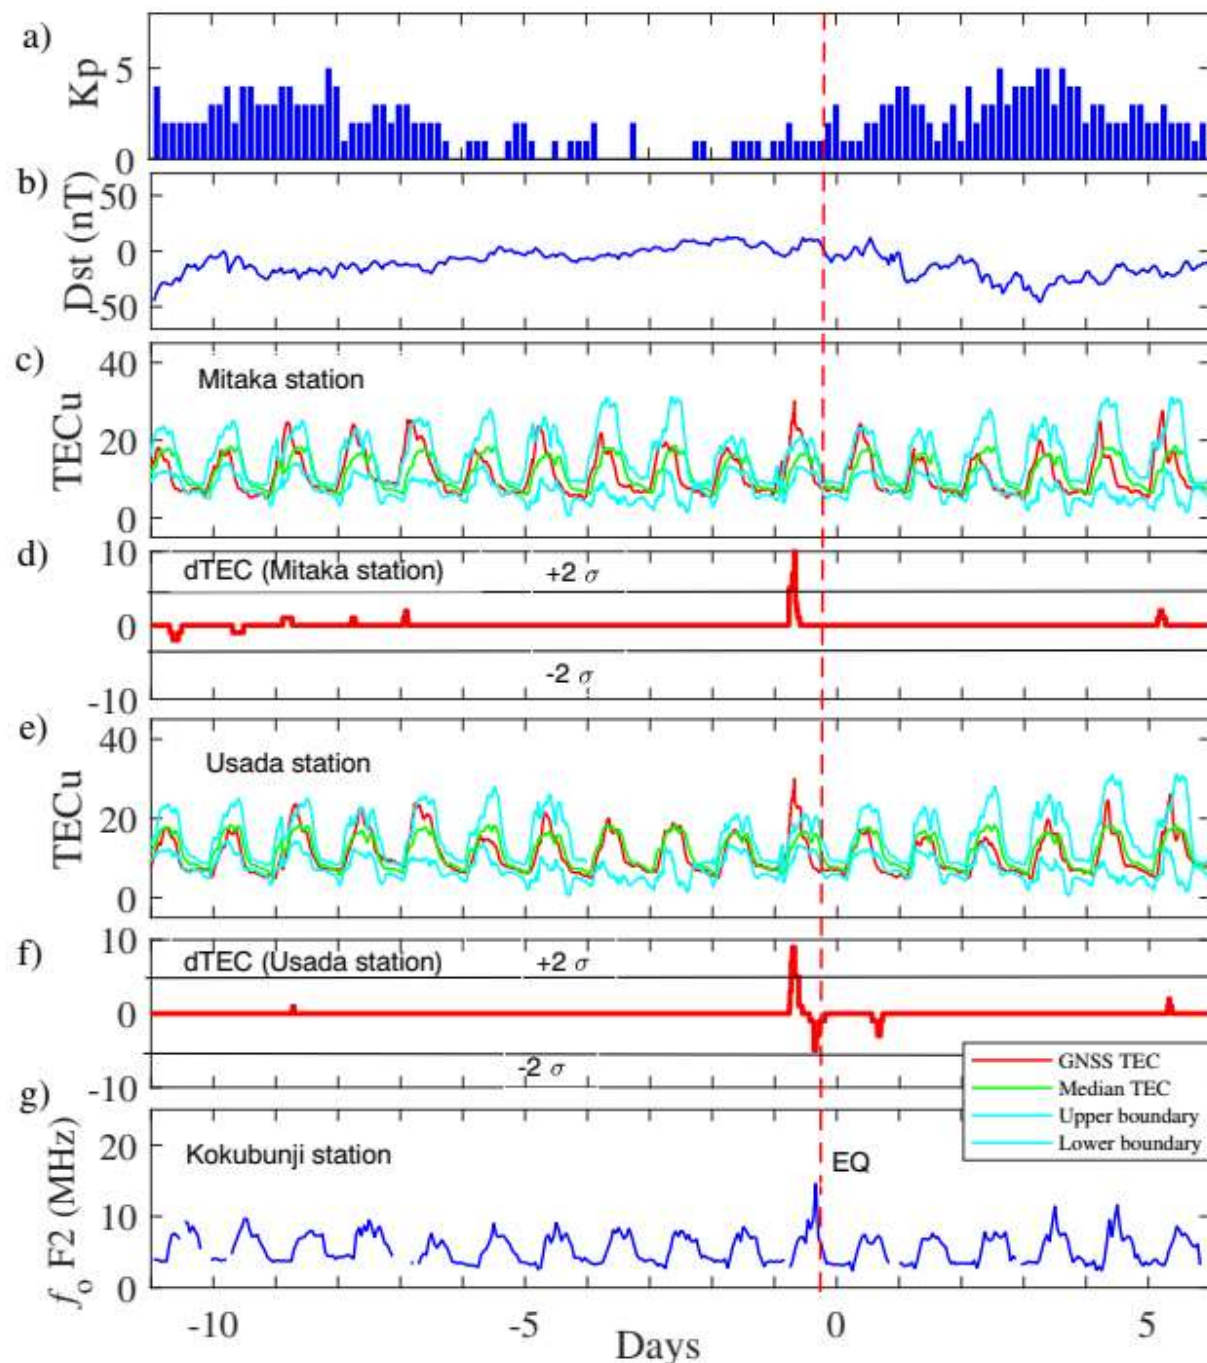 a)
Kp
5
0
b)
Dst (nT)
50
0
-50
c)
TECu
40
20
0
Mitaka station
d)
10
0
-10
dTEC (Mitaka station)
+2 σ
-2 σ
e)
TECu
40
20
0
Usada station
f)
10
0
-10
dTEC (Usada station)
+2 σ
-2 σ
GNSS TEC
Median TEC
Upper boundary
Lower boundary
g)
foF2 (MHz)
20
10
0
Kokubunji station
EQ
-10
-5
0
5
Days